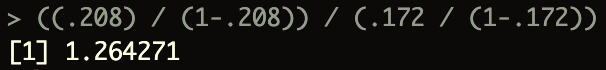 > ((.208) / (1-.208)) / (.172 / (1-.172))
[1] 1.264271